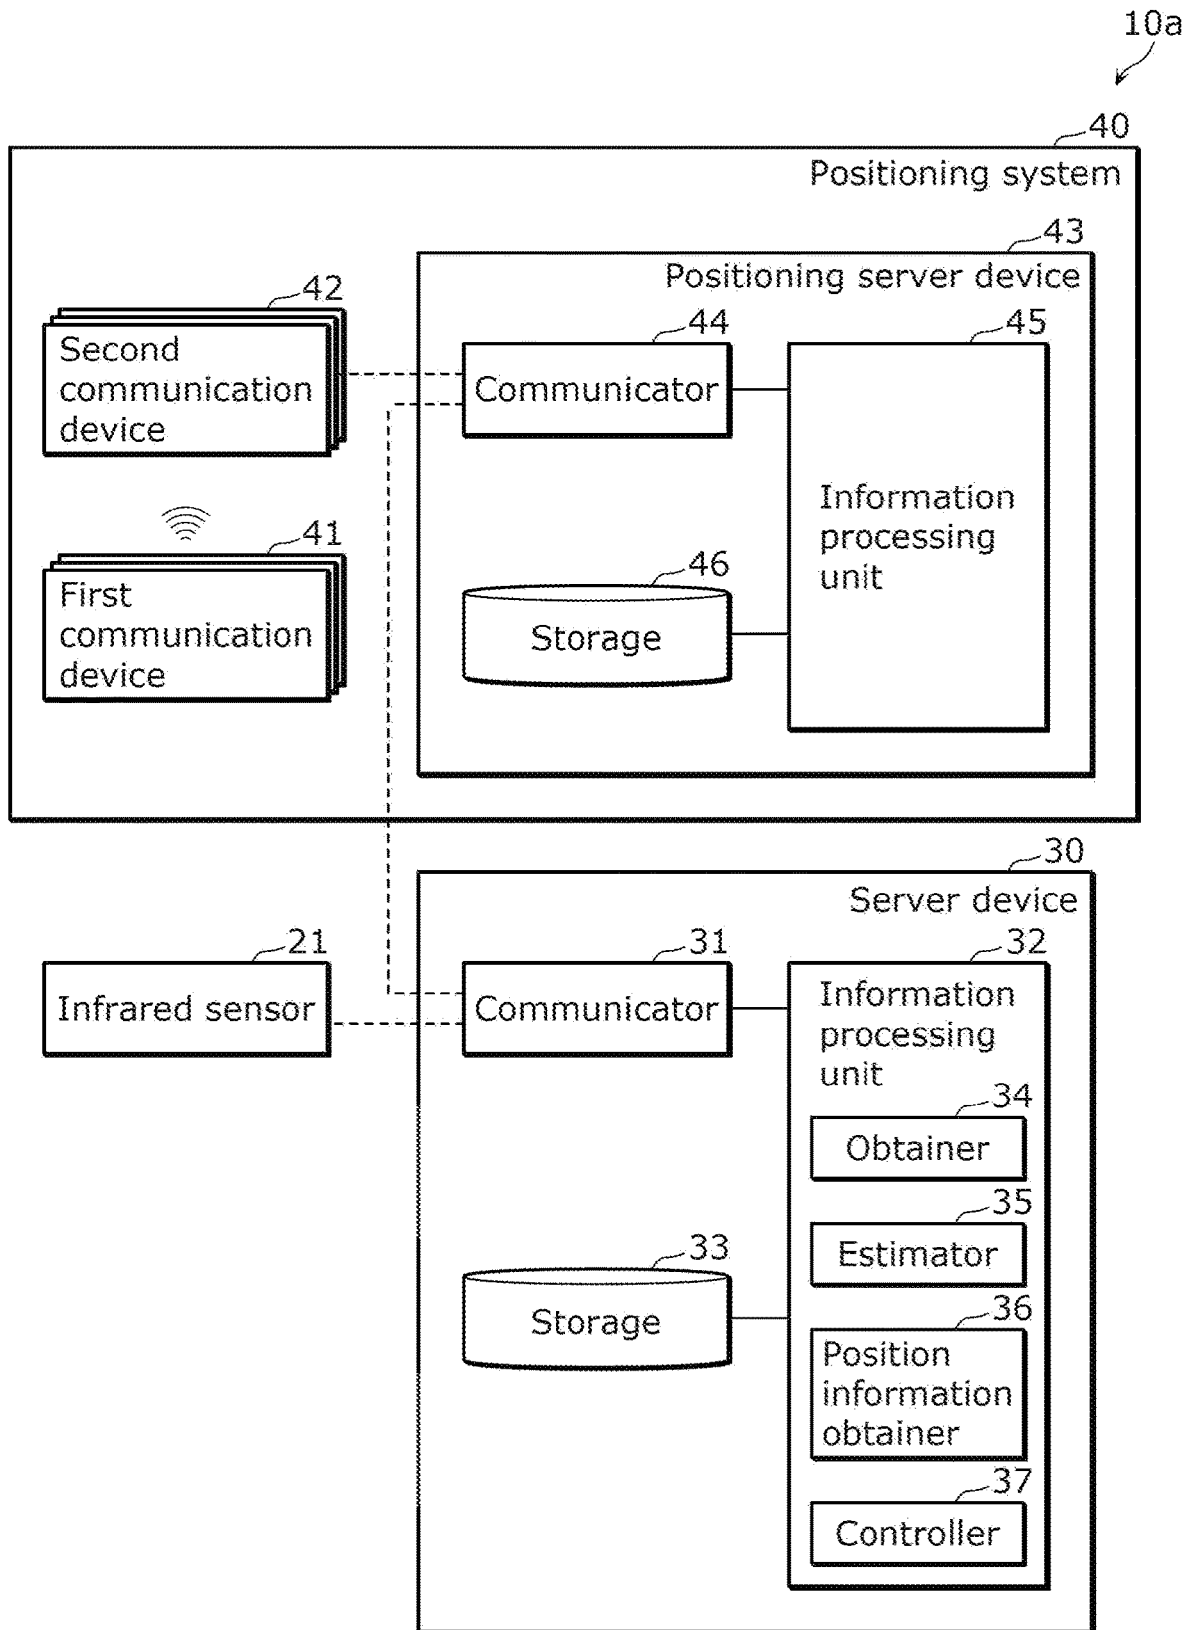 10a
40
Positioning system
43
Positioning server device
42
Second
communication
device
44
Communicator
45
Information
processing
unit
41
First
communication
device
46
Storage
30
Server device
21
Infrared sensor
31
Communicator
32
Information
processing
unit
34
Obtainer
35
Estimator
33
Storage
36
Position
information
obtainer
37
Controller